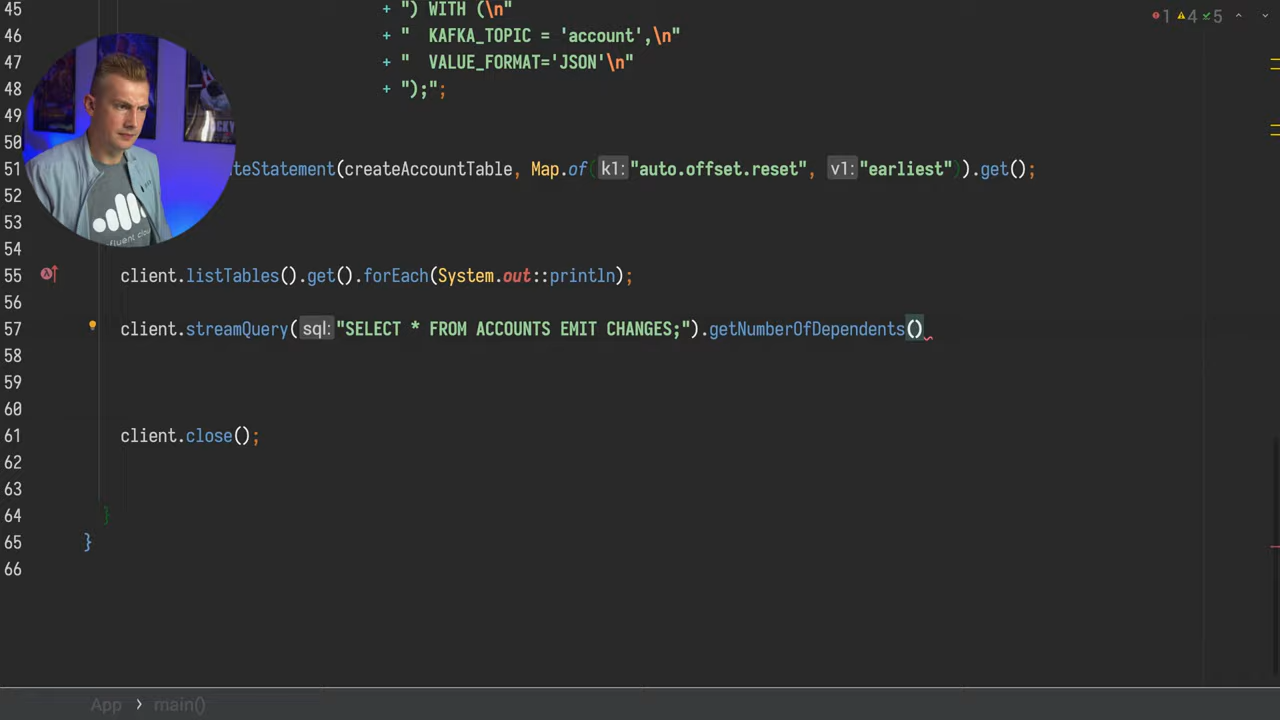 45 + ") WITH (\n"
46 + "  KAFKA_TOPIC = 'account',\n"
47 + "  VALUE_FORMAT='JSON'\n"
48 + ");";
49
50
51 teStatement(createAccountTable, Map.of( k1: "auto.offset.reset", v1: "earliest")).get();
52
53
54
55 client.listTables().get().forEach(System.out::println);
56
57 client.streamQuery( sql: "SELECT * FROM ACCOUNTS EMIT CHANGES;").getNumberOfDependents()
58
59
60
61 client.close();
62
63
64 }
65 }
66
1 4 5
App › main()